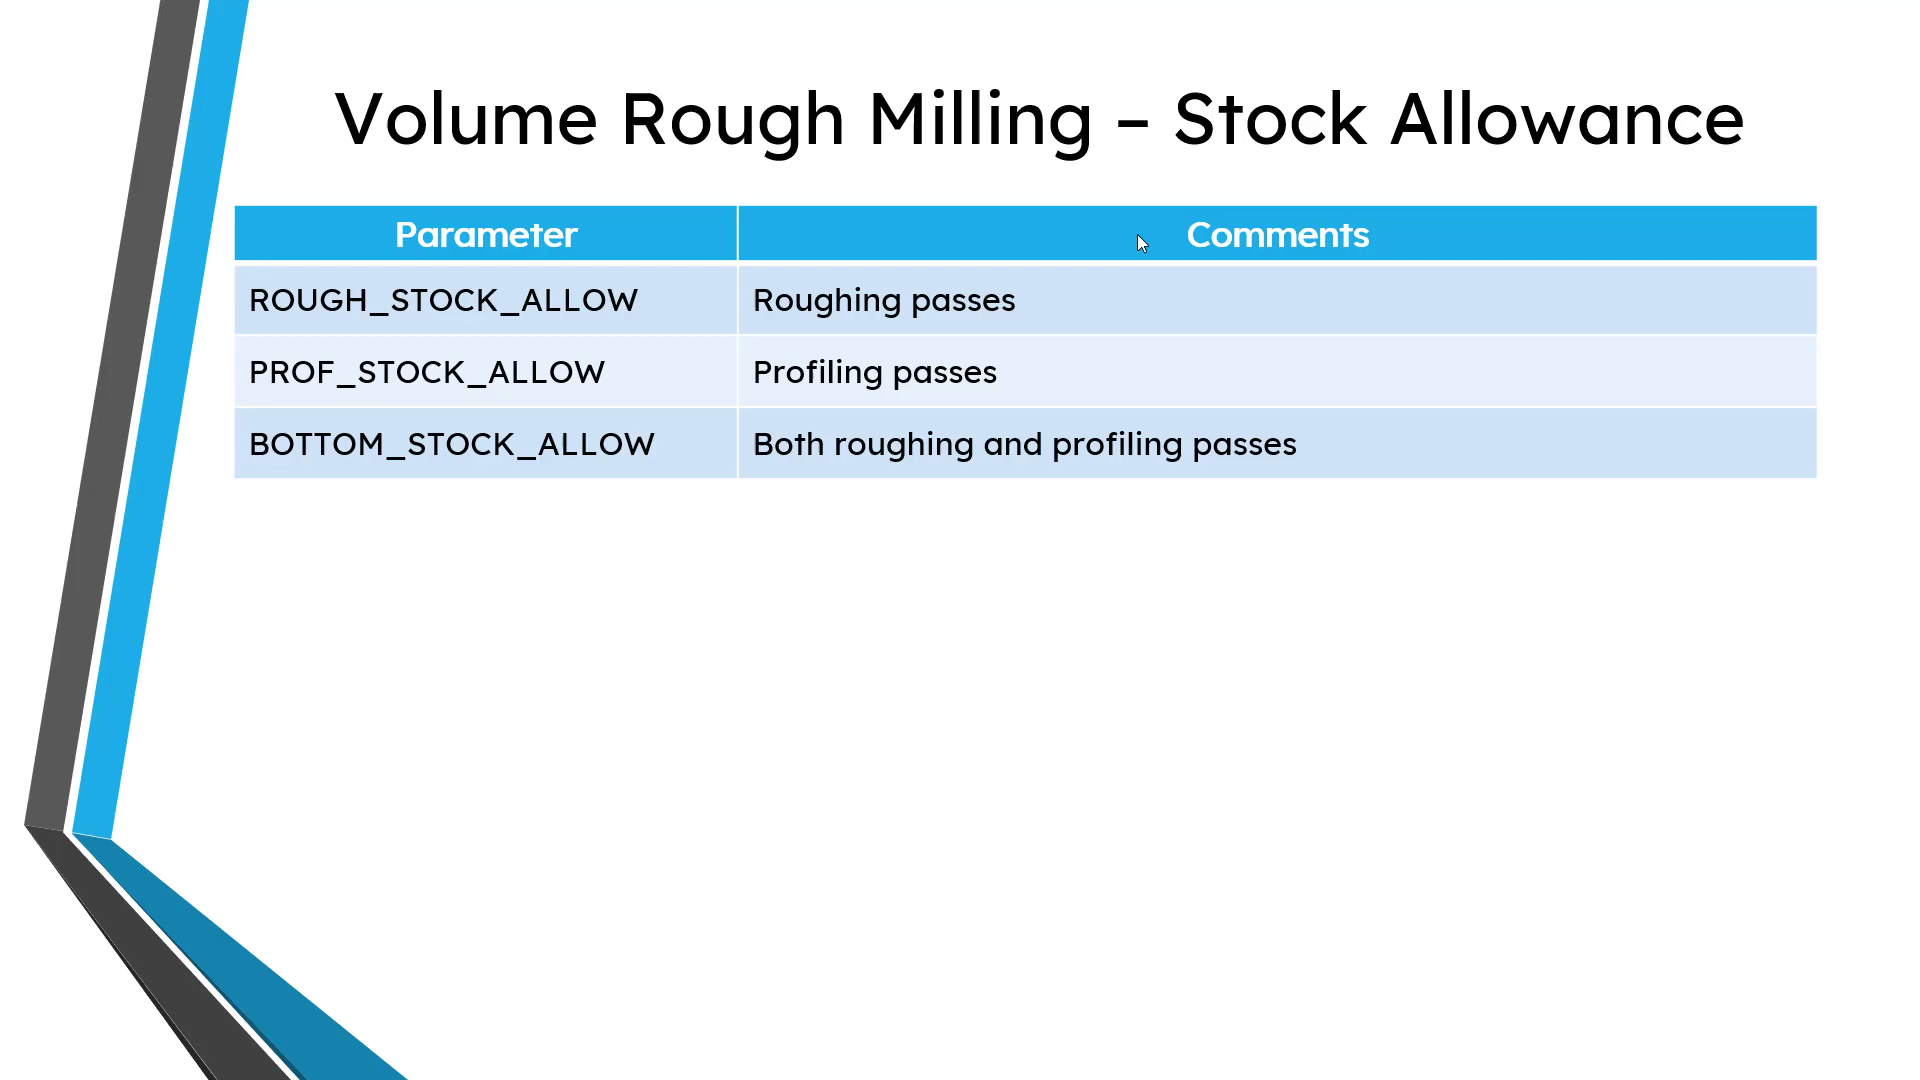 Volume Rough Milling – Stock Allowance
Parameter Comments
ROUGH_STOCK_ALLOW Roughing passes
PROF_STOCK_ALLOW Profiling passes
BOTTOM_STOCK_ALLOW Both roughing and profiling passes